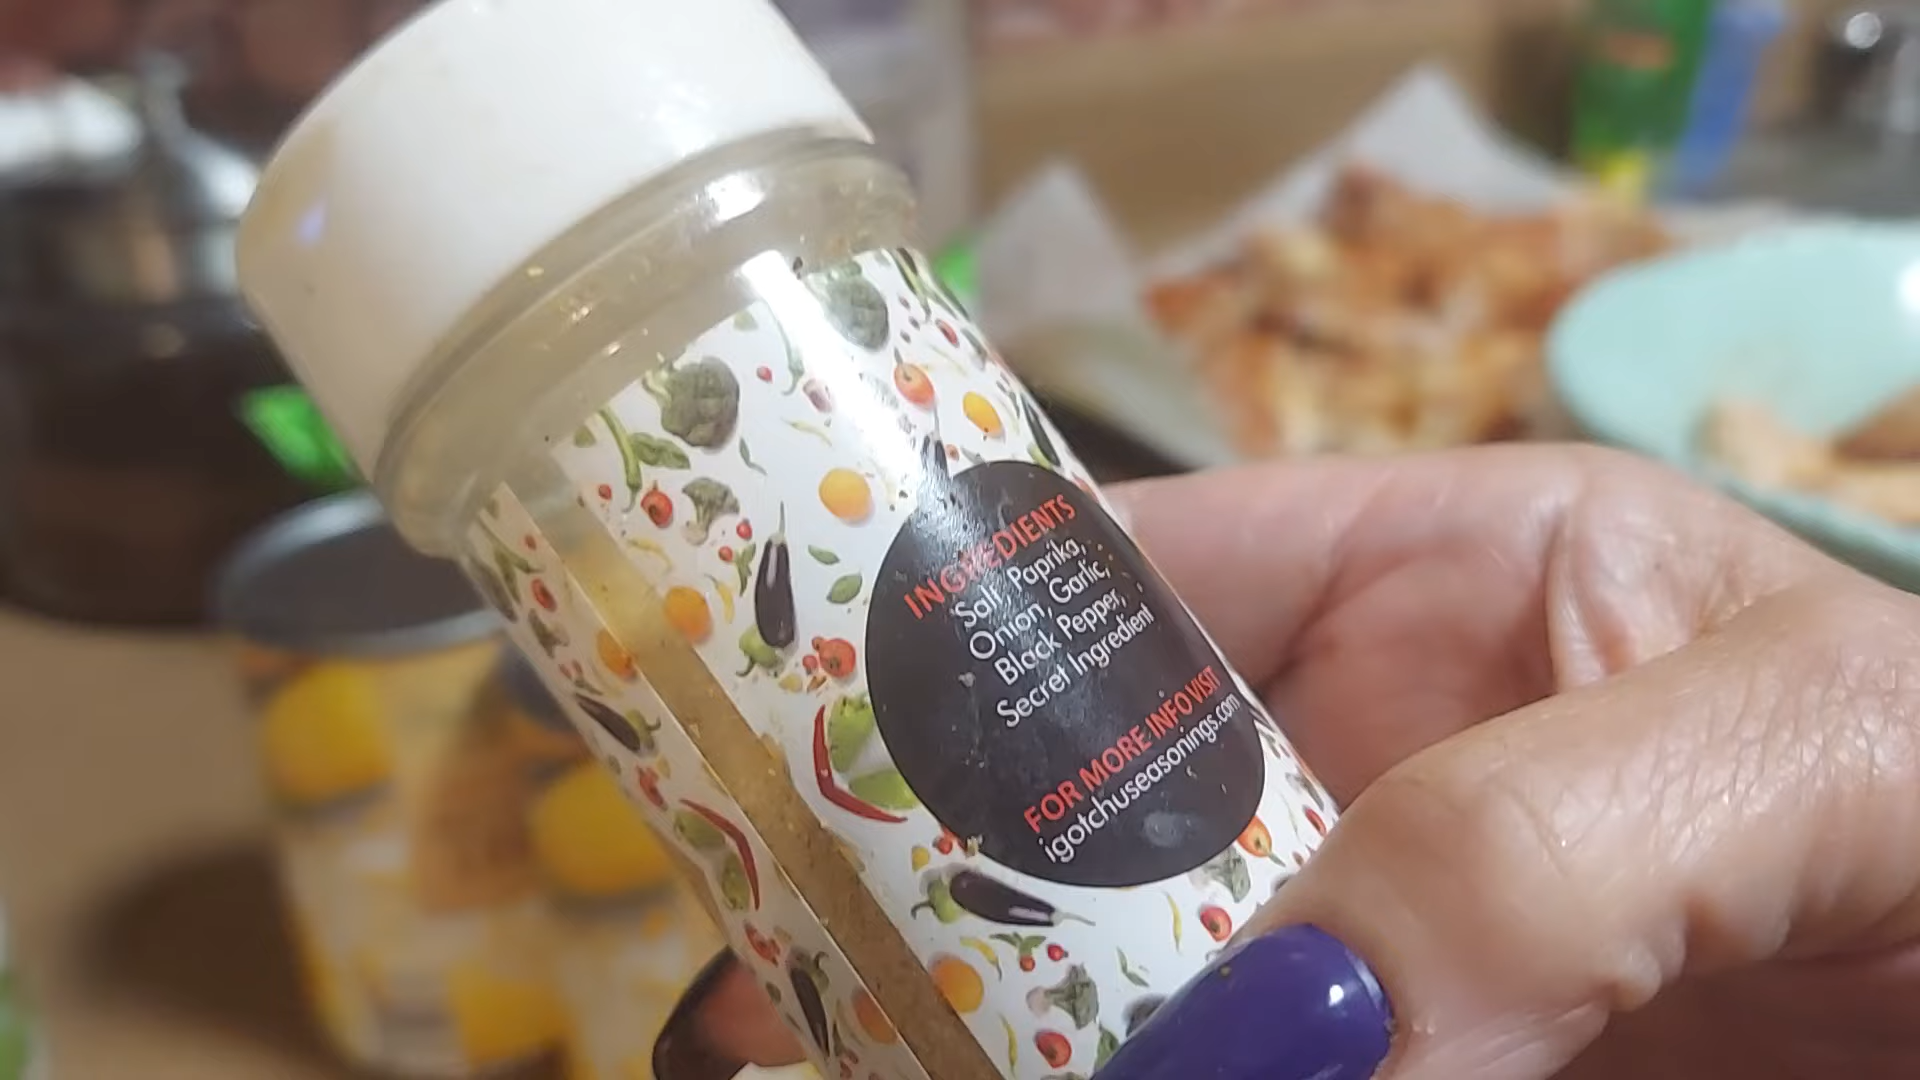 INGREDIENTS
Salt, Paprika,
Onion, Garlic,
Black Pepper,
Secret Ingredient
FOR MORE INFO VISIT
igotchuseasonings.com